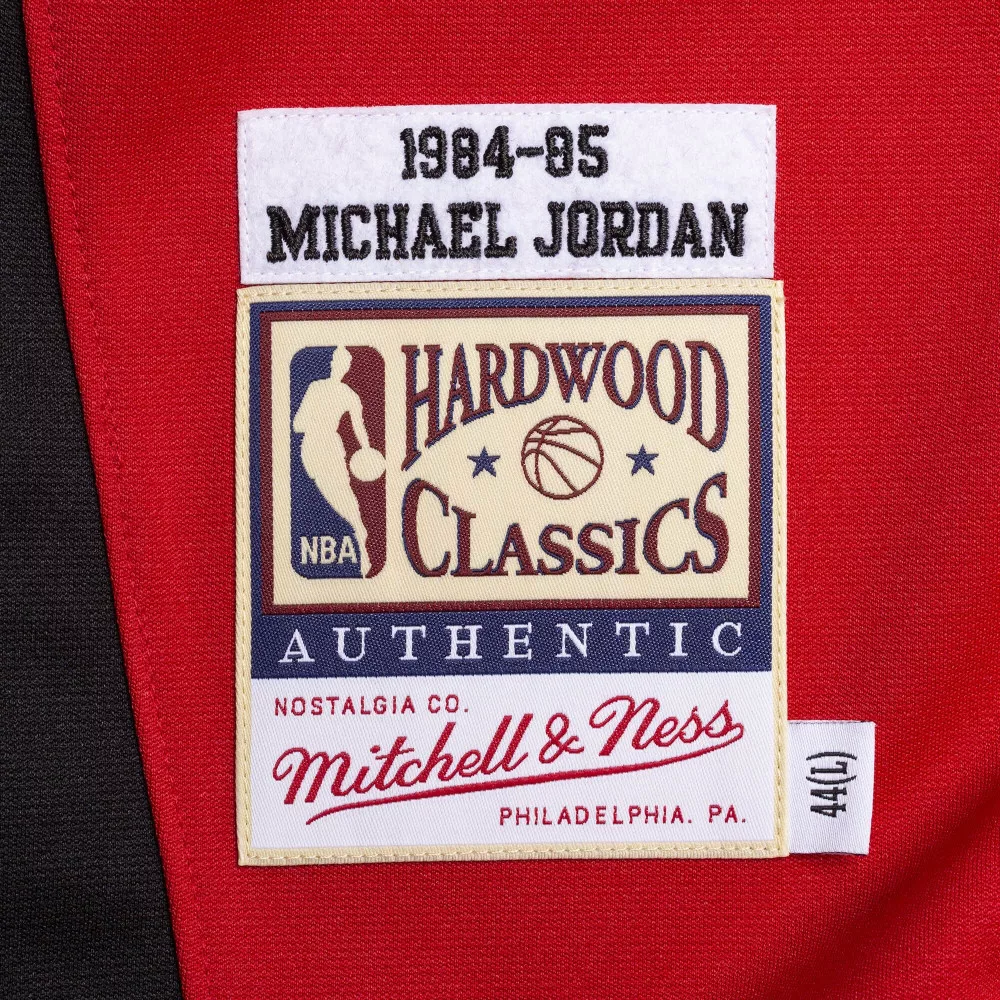 1984-85
MICHAEL JORDAN
HARDWOOD
CLASSICS
NBA
AUTHENTIC
NOSTALGIA CO.
Mitchell & Ness
PHILADELPHIA. PA.
44(L)